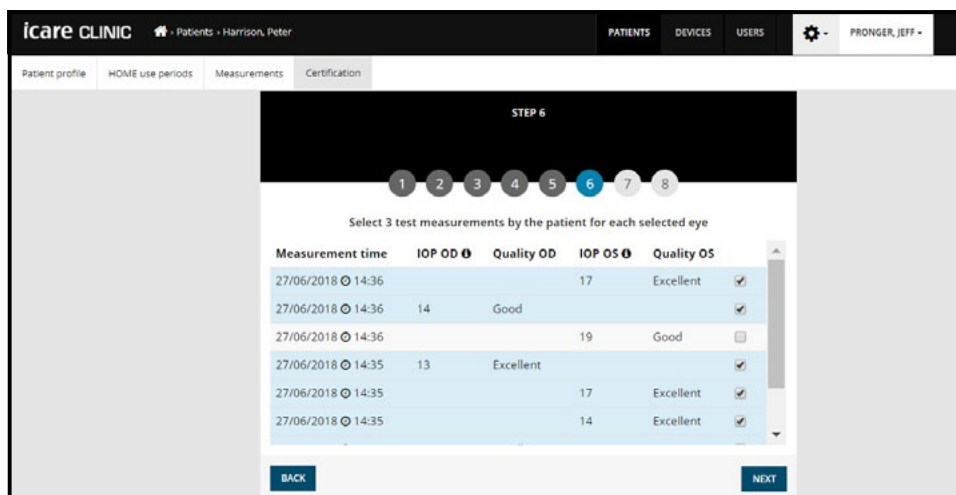 icare CLINIC › Patients › Harrison, Peter PATIENTS DEVICES USERS PRONGER, JEFF
Patient profile HOME use periods Measurements Certification
STEP 6
1 2 3 4 5 6 7 8
Select 3 test measurements by the patient for each selected eye
Measurement time IOP OD Quality OD IOP OS Quality OS
27/06/2018 14:36 17 Excellent
27/06/2018 14:36 14 Good
27/06/2018 14:36 19 Good
27/06/2018 14:35 13 Excellent
27/06/2018 14:35 17 Excellent
27/06/2018 14:35 14 Excellent
BACK NEXT